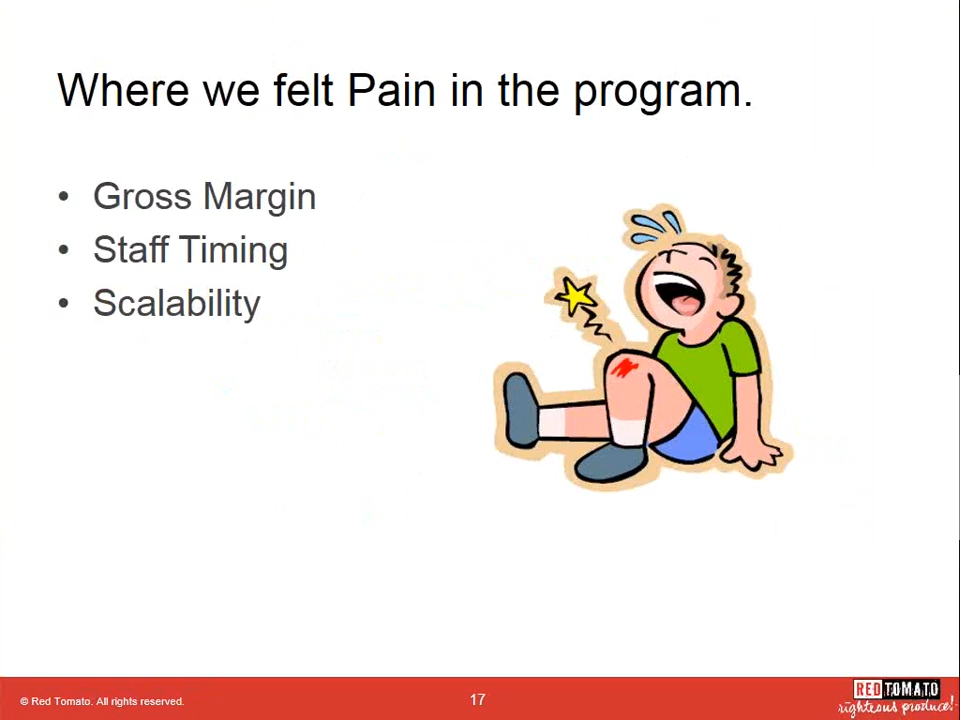 Where we felt Pain in the program.
• Gross Margin
• Staff Timing
• Scalability
© Red Tomato. All rights reserved.
17
RED TOMATO
righteous produce!